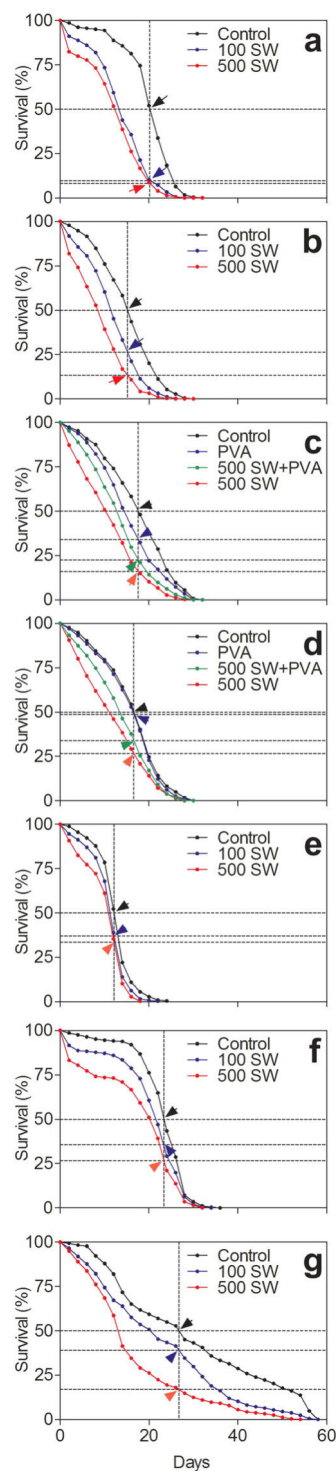 a
Control
100 SW
500 SW
Survival (%)
100
75
50
25
0
b
Control
100 SW
500 SW
Survival (%)
100
75
50
25
0
c
Control
PVA
500 SW+PVA
500 SW
Survival (%)
100
75
50
25
0
d
Control
PVA
500 SW+PVA
500 SW
Survival (%)
100
75
50
25
0
e
Control
100 SW
500 SW
Survival (%)
100
75
50
25
0
f
Control
100 SW
500 SW
Survival (%)
100
75
50
25
0
g
Control
100 SW
500 SW
Survival (%)
100
75
50
25
0
0 20 40 60
Days